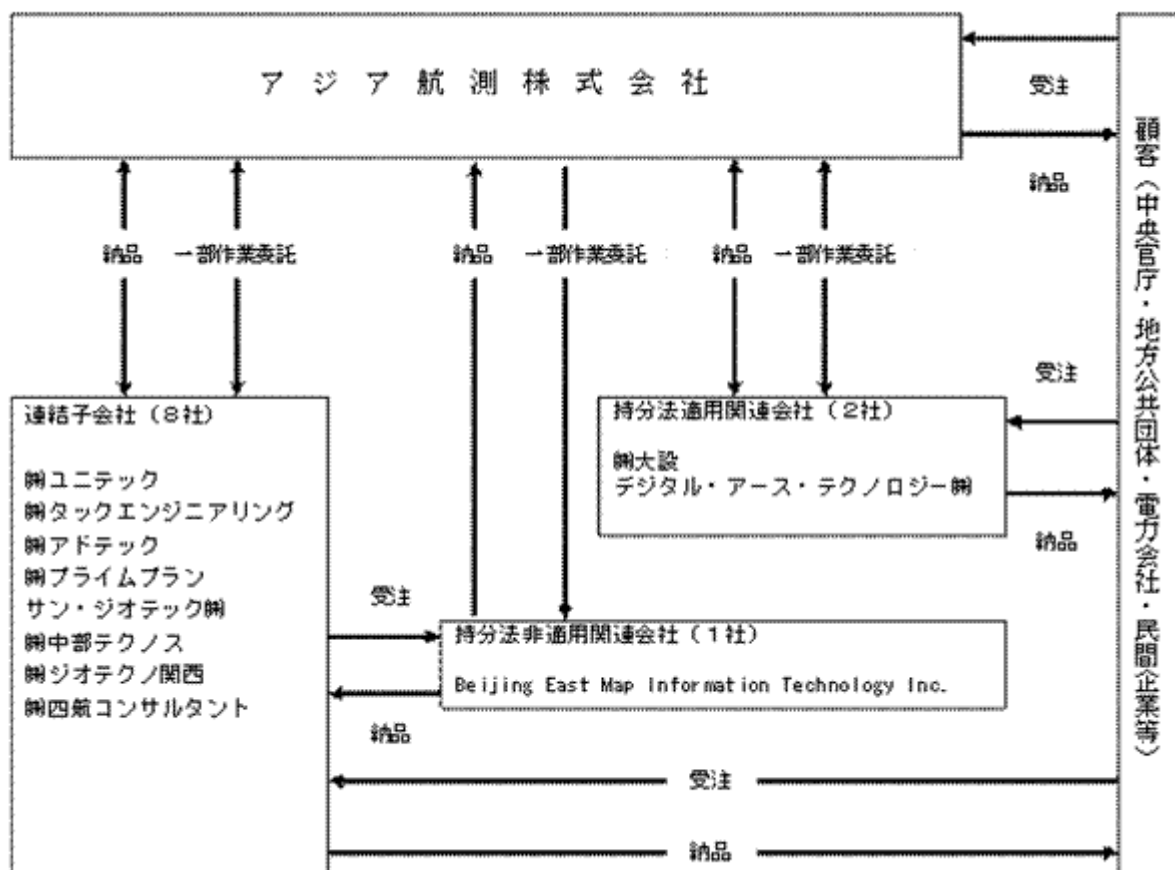 アジア航測株式会社
受注
納品
顧客（中央官庁・地方公共団体・電力会社・民間企業等）
納品 一部作業委託 納品 一部作業委託 納品 一部作業委託
受注
納品
連結子会社（８社）
㈱ユニテック
㈱タックエンジニアリング
㈱アドテック
㈱プライムプラン
サン・ジオテック㈱
㈱中部テクノス
㈱ジオテクノ関西
㈱四航コンサルタント
持分法適用関連会社（２社）
㈱大設
デジタル・アース・テクノロジー㈱
受注
納品
持分法非適用関連会社（１社）
Beijing East Map Information Technology Inc.
受注
納品